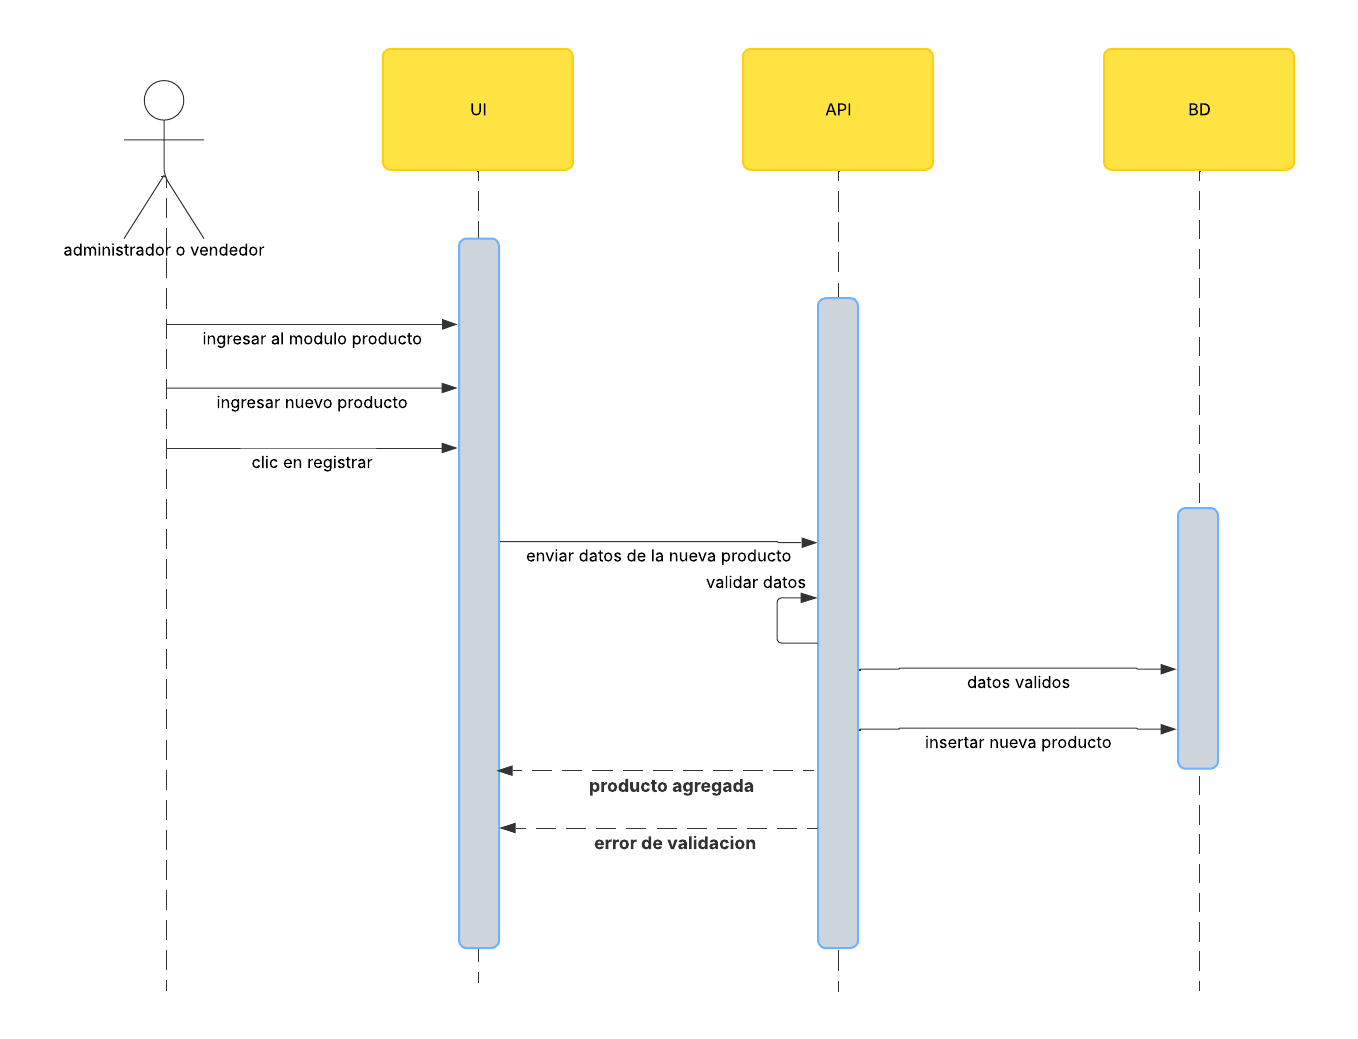 UI
API
BD
administrador o vendedor
ingresar al modulo producto
ingresar nuevo producto
clic en registrar
enviar datos de la nueva producto
validar datos
datos validos
insertar nueva producto
producto agregada
error de validacion